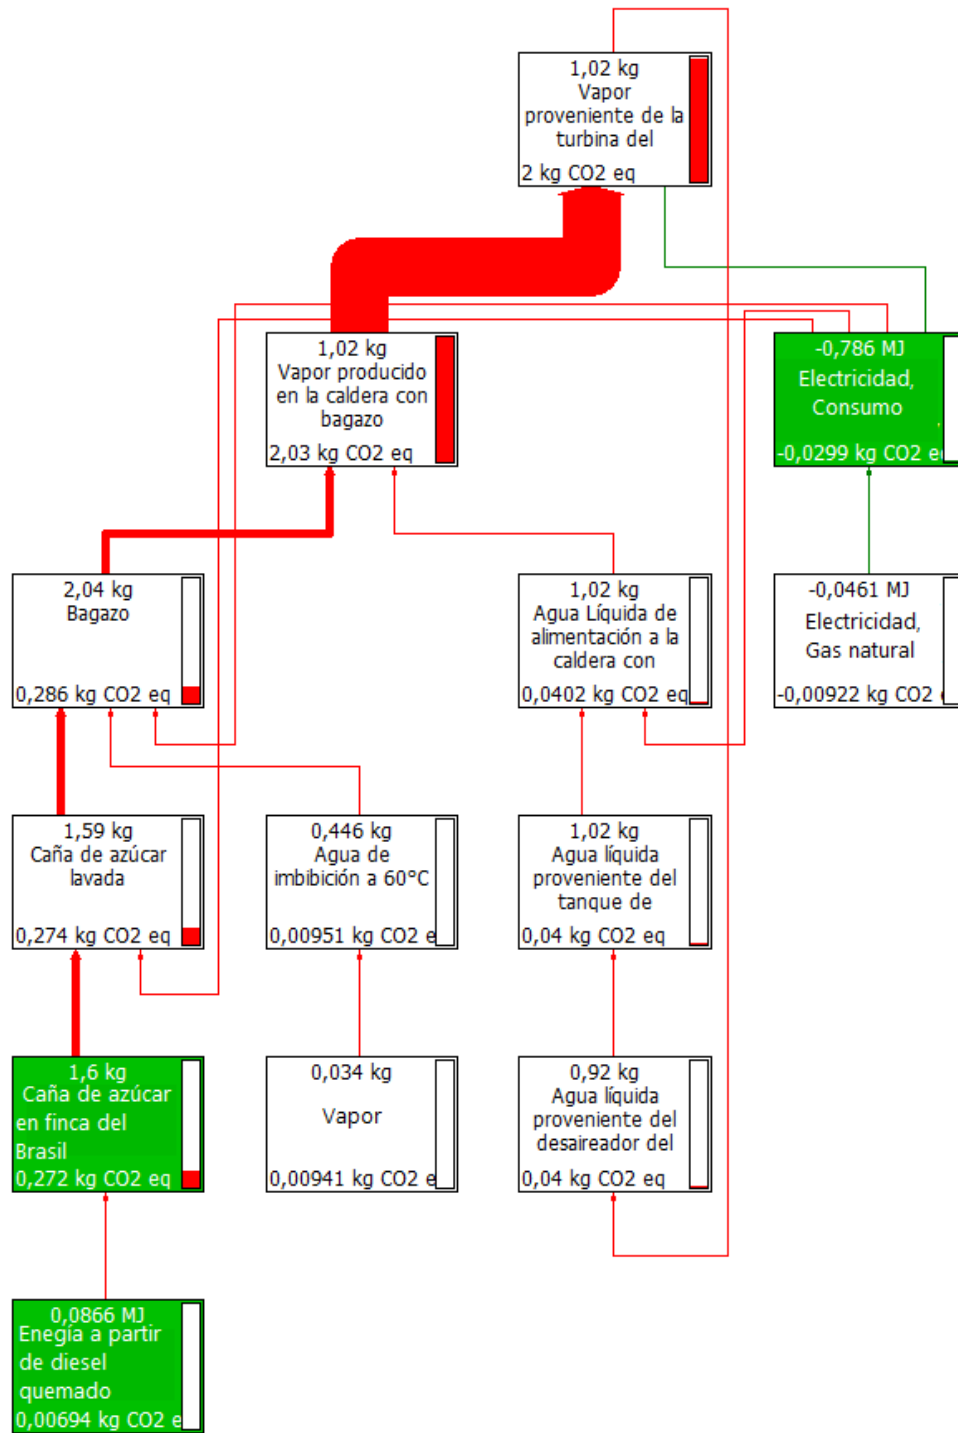 1,02 kg
Vapor
proveniente de la
turbina del
2 kg CO2 eq
1,02 kg
Vapor producido
en la caldera con
bagazo
2,03 kg CO2 eq
-0,786 MJ
Electricidad,
Consumo
-0,0299 kg CO2 e
2,04 kg
Bagazo
0,286 kg CO2 eq
1,02 kg
Agua Líquida de
alimentación a la
caldera con
0,0402 kg CO2 eq
-0,0461 MJ
Electricidad,
Gas natural
-0,00922 kg CO2
1,59 kg
Caña de azúcar
lavada
0,274 kg CO2 eq
0,446 kg
Agua de
imbibición a 60°C
0,00951 kg CO2 e
1,02 kg
Agua líquida
proveniente del
tanque de
0,04 kg CO2 eq
1,6 kg
Caña de azúcar
en finca del
Brasil
0,272 kg CO2 eq
0,034 kg
Vapor
0,00941 kg CO2 e
0,92 kg
Agua líquida
proveniente del
desaireador del
0,04 kg CO2 eq
0,0866 MJ
Enegía a partir
de diesel
quemado
0,00694 kg CO2 e